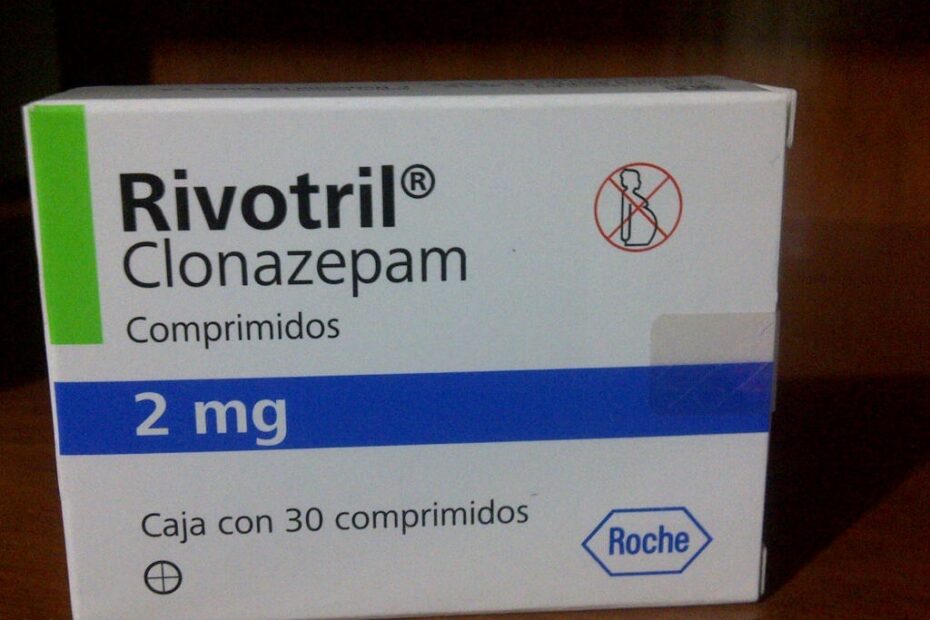 Rivotril®
Clonazepam
Comprimidos
2 mg
Caja con 30 comprimidos
Roche